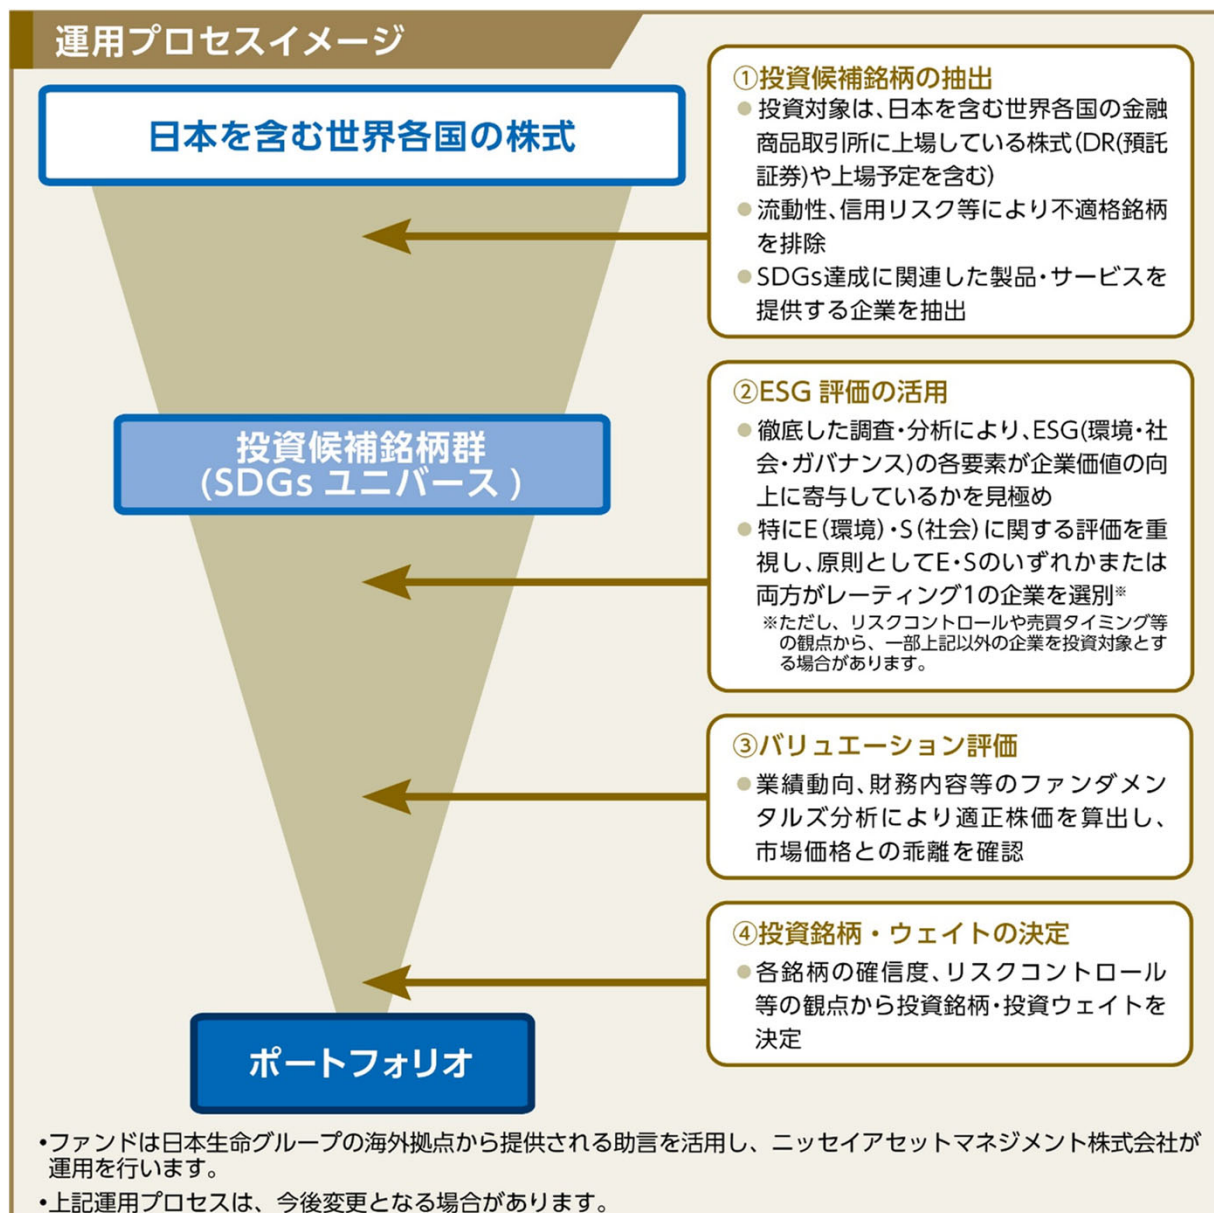 運用プロセスイメージ
日本を含む世界各国の株式
①投資候補銘柄の抽出
●投資対象は、日本を含む世界各国の金融
商品取引所に上場している株式(DR(預託
証券)や上場予定を含む)
●流動性、信用リスク等により不適格銘柄
を排除
●SDGs達成に関連した製品・サービスを
提供する企業を抽出
投資候補銘柄群
(SDGs ユニバース )
②ESG 評価の活用
●徹底した調査・分析により、ESG(環境・社
会・ガバナンス)の各要素が企業価値の向
上に寄与しているかを見極め
●特にE(環境)・S(社会)に関する評価を重
視し、原則としてE・Sのいずれかまたは
両方がレーティング1の企業を選別※
※ただし、リスクコントロールや売買タイミング等
の観点から、一部上記以外の企業を投資対象とす
る場合があります。
③バリュエーション評価
●業績動向、財務内容等のファンダメン
タルズ分析により適正株価を算出し、
市場価格との乖離を確認
④投資銘柄・ウェイトの決定
●各銘柄の確信度、リスクコントロール
等の観点から投資銘柄・投資ウェイトを
決定
ポートフォリオ
•ファンドは日本生命グループの海外拠点から提供される助言を活用し、ニッセイアセットマネジメント株式会社が
運用を行います。
•上記運用プロセスは、今後変更となる場合があります。